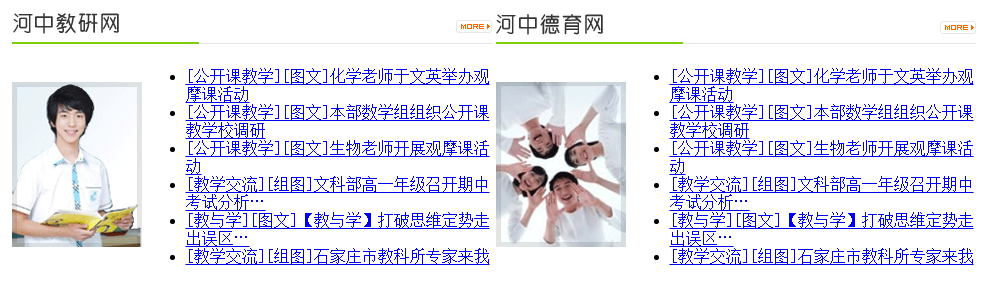 河中教研网
MORE
[公开课教学][图文]化学老师于文英举办观
摩课活动
[公开课教学][图文]本部数学组组织公开课
教学校调研
[公开课教学][图文]生物老师开展观摩课活
动
[教学交流][组图]文科部高一年级召开期中
考试分析…
[教与学][图文]【教与学】打破思维定势走
出误区…
[教学交流][组图]石家庄市教科所专家来我
河中德育网
MORE
[公开课教学][图文]化学老师于文英举办观
摩课活动
[公开课教学][图文]本部数学组组织公开课
教学校调研
[公开课教学][图文]生物老师开展观摩课活
动
[教学交流][组图]文科部高一年级召开期中
考试分析…
[教与学][图文]【教与学】打破思维定势走
出误区…
[教学交流][组图]石家庄市教科所专家来我